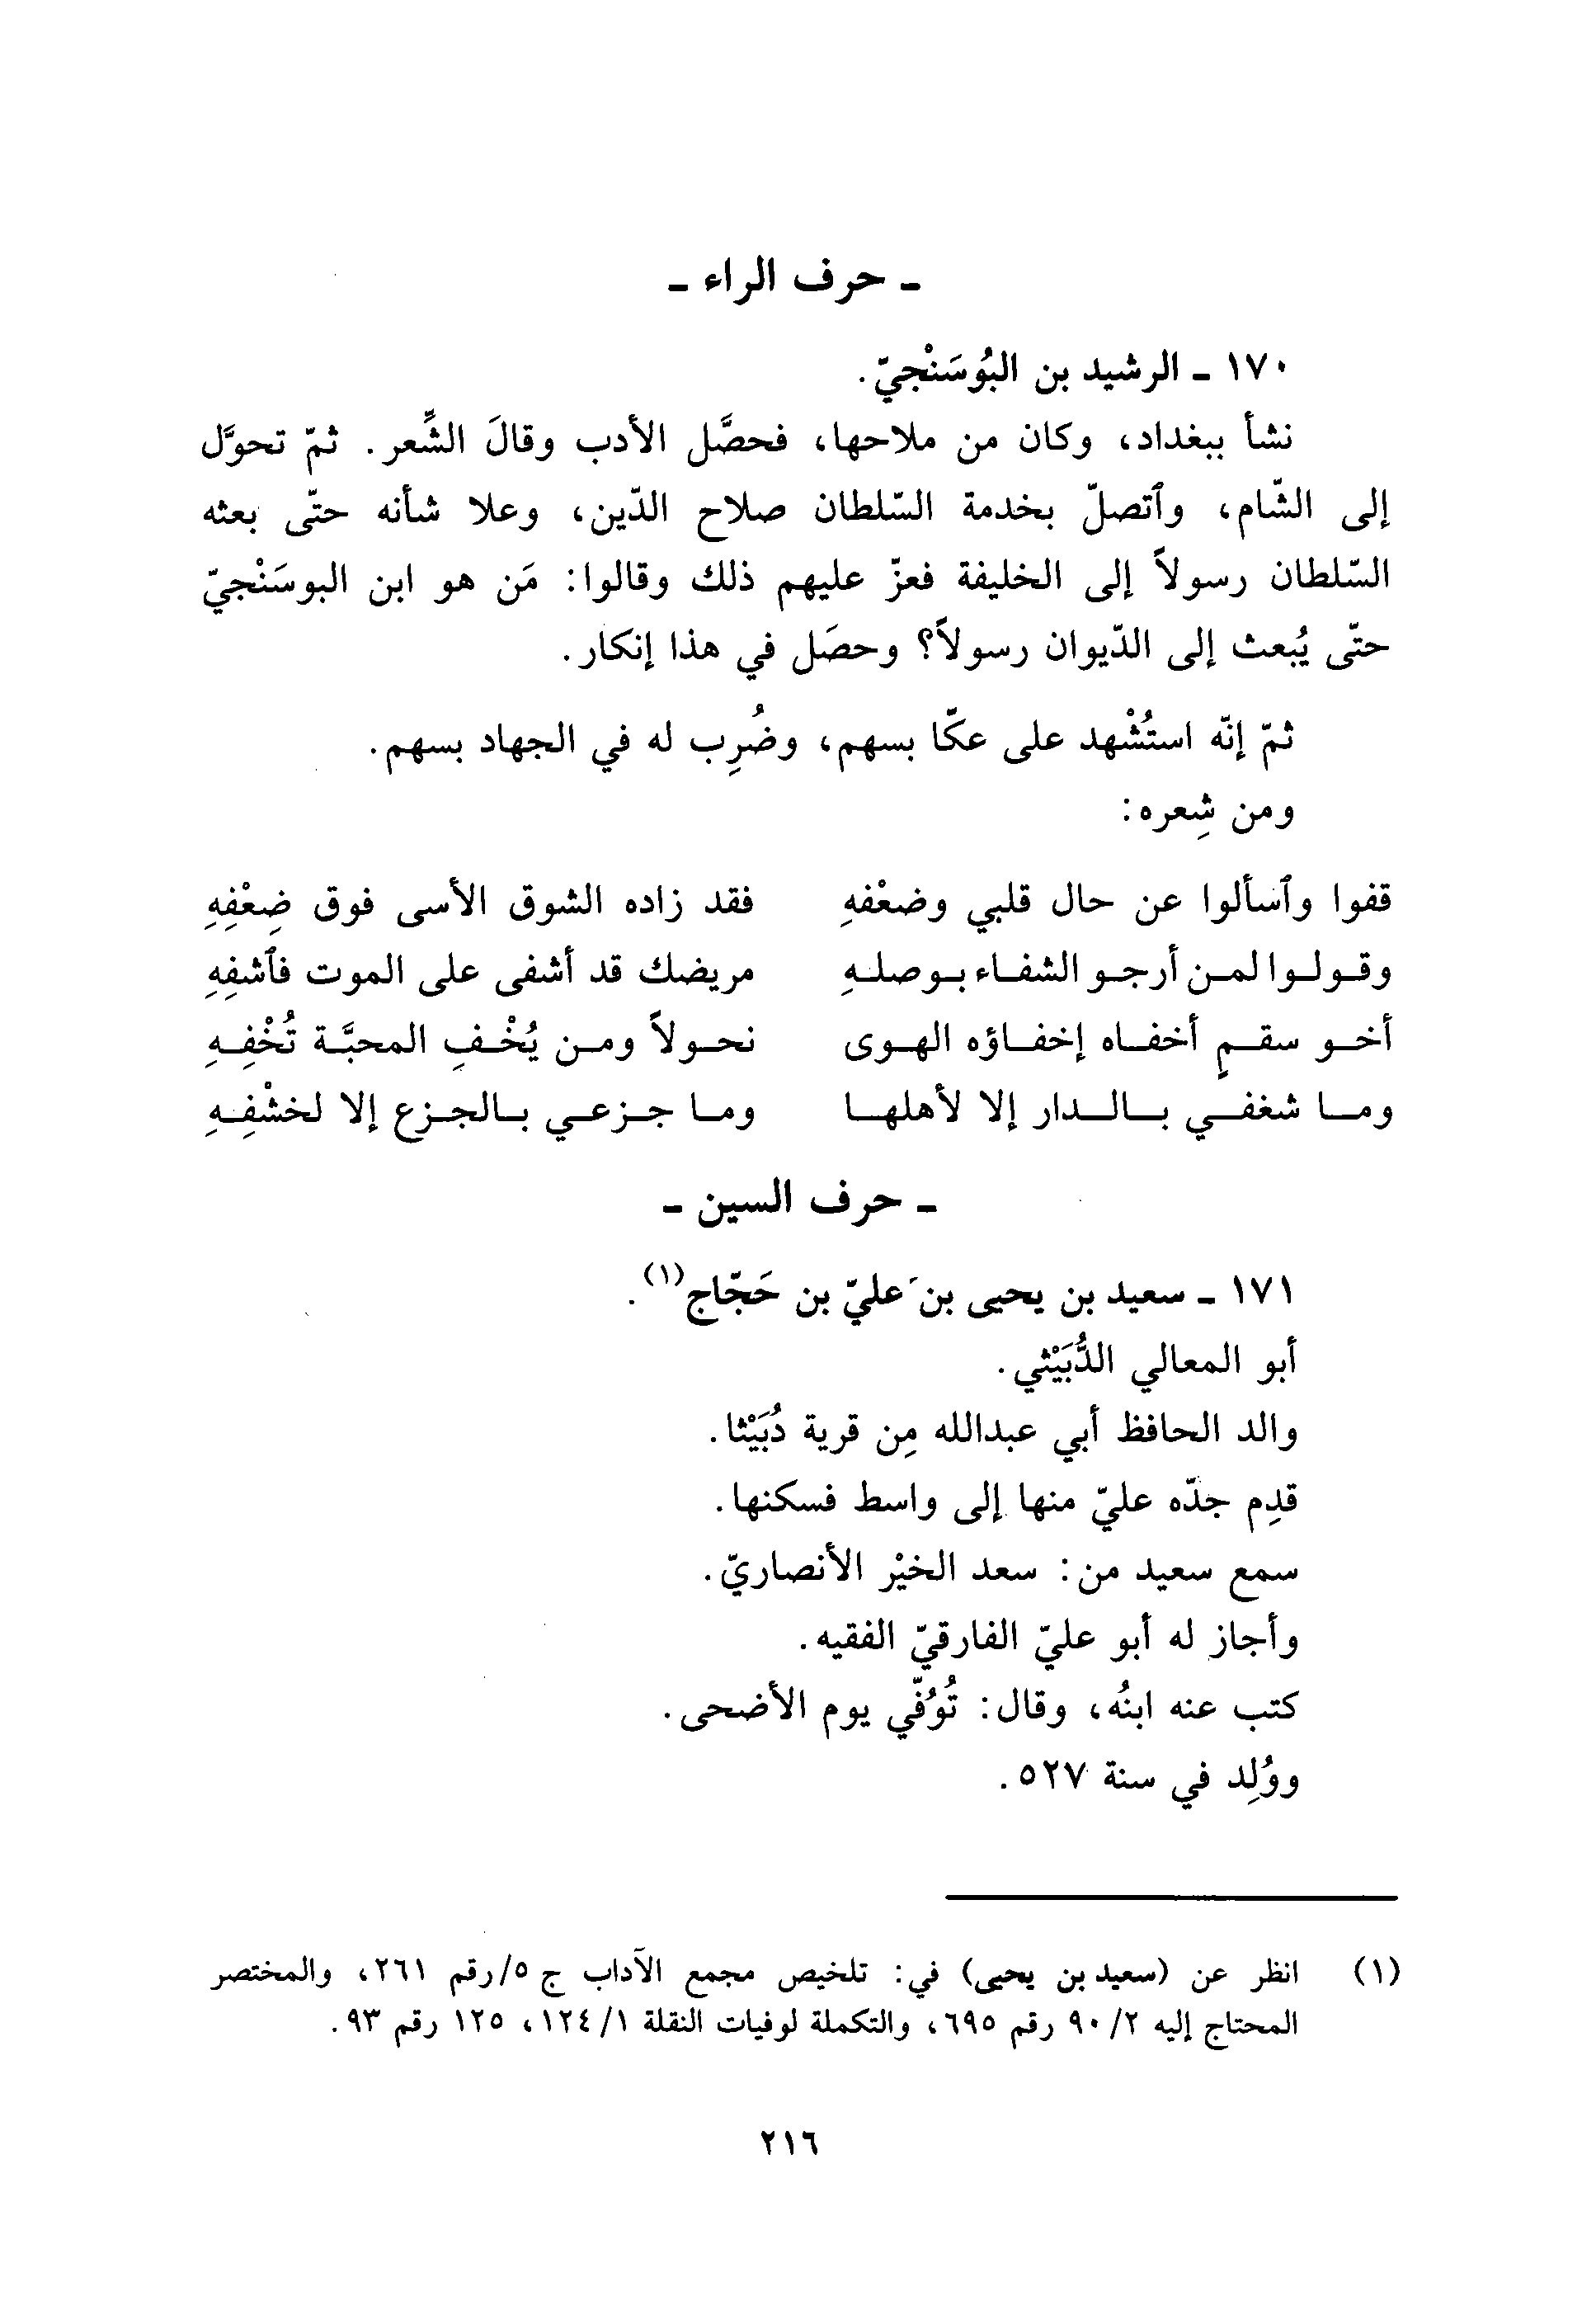 - حرف الراء -
١٧٠ - الرشيد بن البُوسَنْجيّ.
نشأ ببغداد، وكان من ملاحها، فحصَّل الأدب وقالَ الشِّعر. ثمّ تحوَّل
إلى الشّام، وٱتصلّ بخدمة السّلطان صلاح الدّين، وعلا شأنه حتّى بعثه
السّلطان رسولاً إلى الخليفة فعزّ عليهم ذلك وقالوا: مَن هو ابن البوسَنْجيّ
حتّى يُبعث إلى الدّيوان رسولاً؟ وحصَل في هذا إنكار.
ثمّ إنّه استُشْهد على عكّا بسهم، وضُرِب له في الجهاد بسهم.
ومن شِعره:
قفوا وٱسألوا عن حال قلبي وضعْفهِ فقد زاده الشوق الأسى فوق ضِعْفِهِ
وقولوا لمن أرجو الشفاء بوصلهِ مريضك قد أشفى على الموت فٱشفِهِ
أخو سقمٍ أخفاه إخفاؤه الهوى نحولاً ومن يُخْفِ المحبَّة تُخْفِهِ
وما شغفي بالدار إلا لأهلها وما جزعي بالجزع إلا لخشْفِهِ
- حرف السين -
١٧١ - سعيد بن يحيى بن عليّ بن حَجّاج(١).
أبو المعالي الدُّبَيْثي.
والد الحافظ أبي عبدالله مِن قرية دُبَيْثا.
قدِم جدّه عليّ منها إلى واسط فسكنها.
سمع سعيد من: سعد الخيْر الأنصاريّ.
وأجاز له أبو عليّ الفارقيّ الفقيه.
كتب عنه ابنُه، وقال: تُوُفّي يوم الأضحى.
ووُلِد في سنة ٥٢٧.
(١) انظر عن (سعيد بن يحيى) في: تلخيص مجمع الآداب ج ٥/رقم ٢٦١، والمختصر
المحتاج إليه ٩٠/٢ رقم ٦٩٥، والتكملة لوفيات النقلة ١٢٤/١، ١٢٥ رقم ٩٣.
٢١٦